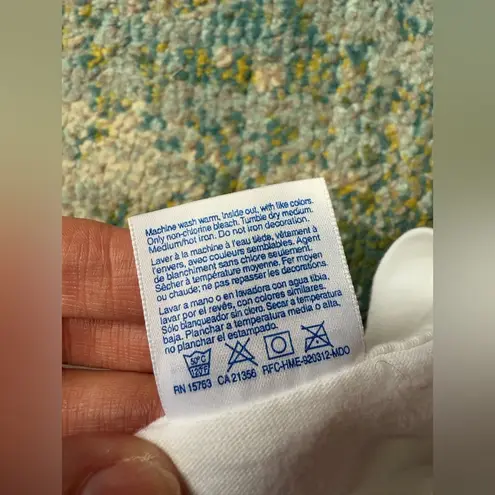 Machine wash warm, inside out, with like colors.
Only non-chlorine bleach. Tumble dry medium.
Medium/hot iron. Do not iron decoration.
Laver à la machine à l'eau tiède, vêtement à
l'envers, avec couleurs semblables. Agent
de blanchiment sans chlore seulement.
Sécher à température moyenne. Fer moyen
ou chaude; ne pas repasser les decorations.
Lavar a mano o en lavadora con agua tibia,
lavar por el revés, con colores similares.
Sólo blanqueador sin cloro. Secar a temperatura
baja. Planchar a temperatura media o alta,
no planchar el estampado.
50°C
120°F
RN 15763 CA 21356 RFC-HME-920312-MDO